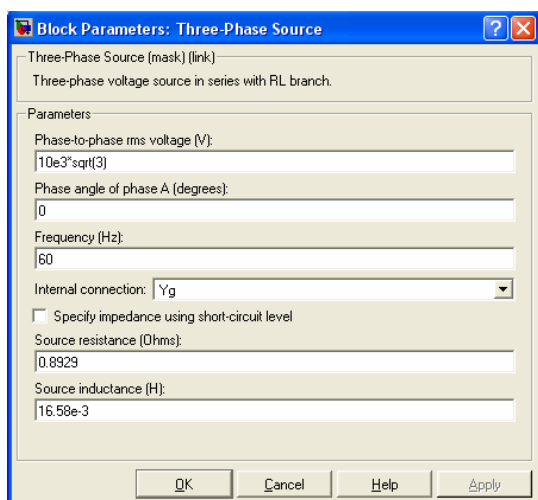 Block Parameters: Three-Phase Source
Three-Phase Source (mask) (link)
Three-phase voltage source in series with RL branch.
Parameters
Phase-to-phase rms voltage (V):
10e3*sqrt(3)
Phase angle of phase A (degrees):
0
Frequency (Hz):
60
Internal connection: Yg
Specify impedance using short-circuit level
Source resistance (Ohms):
0.8929
Source inductance (H):
16.58e-3
OK Cancel Help Apply